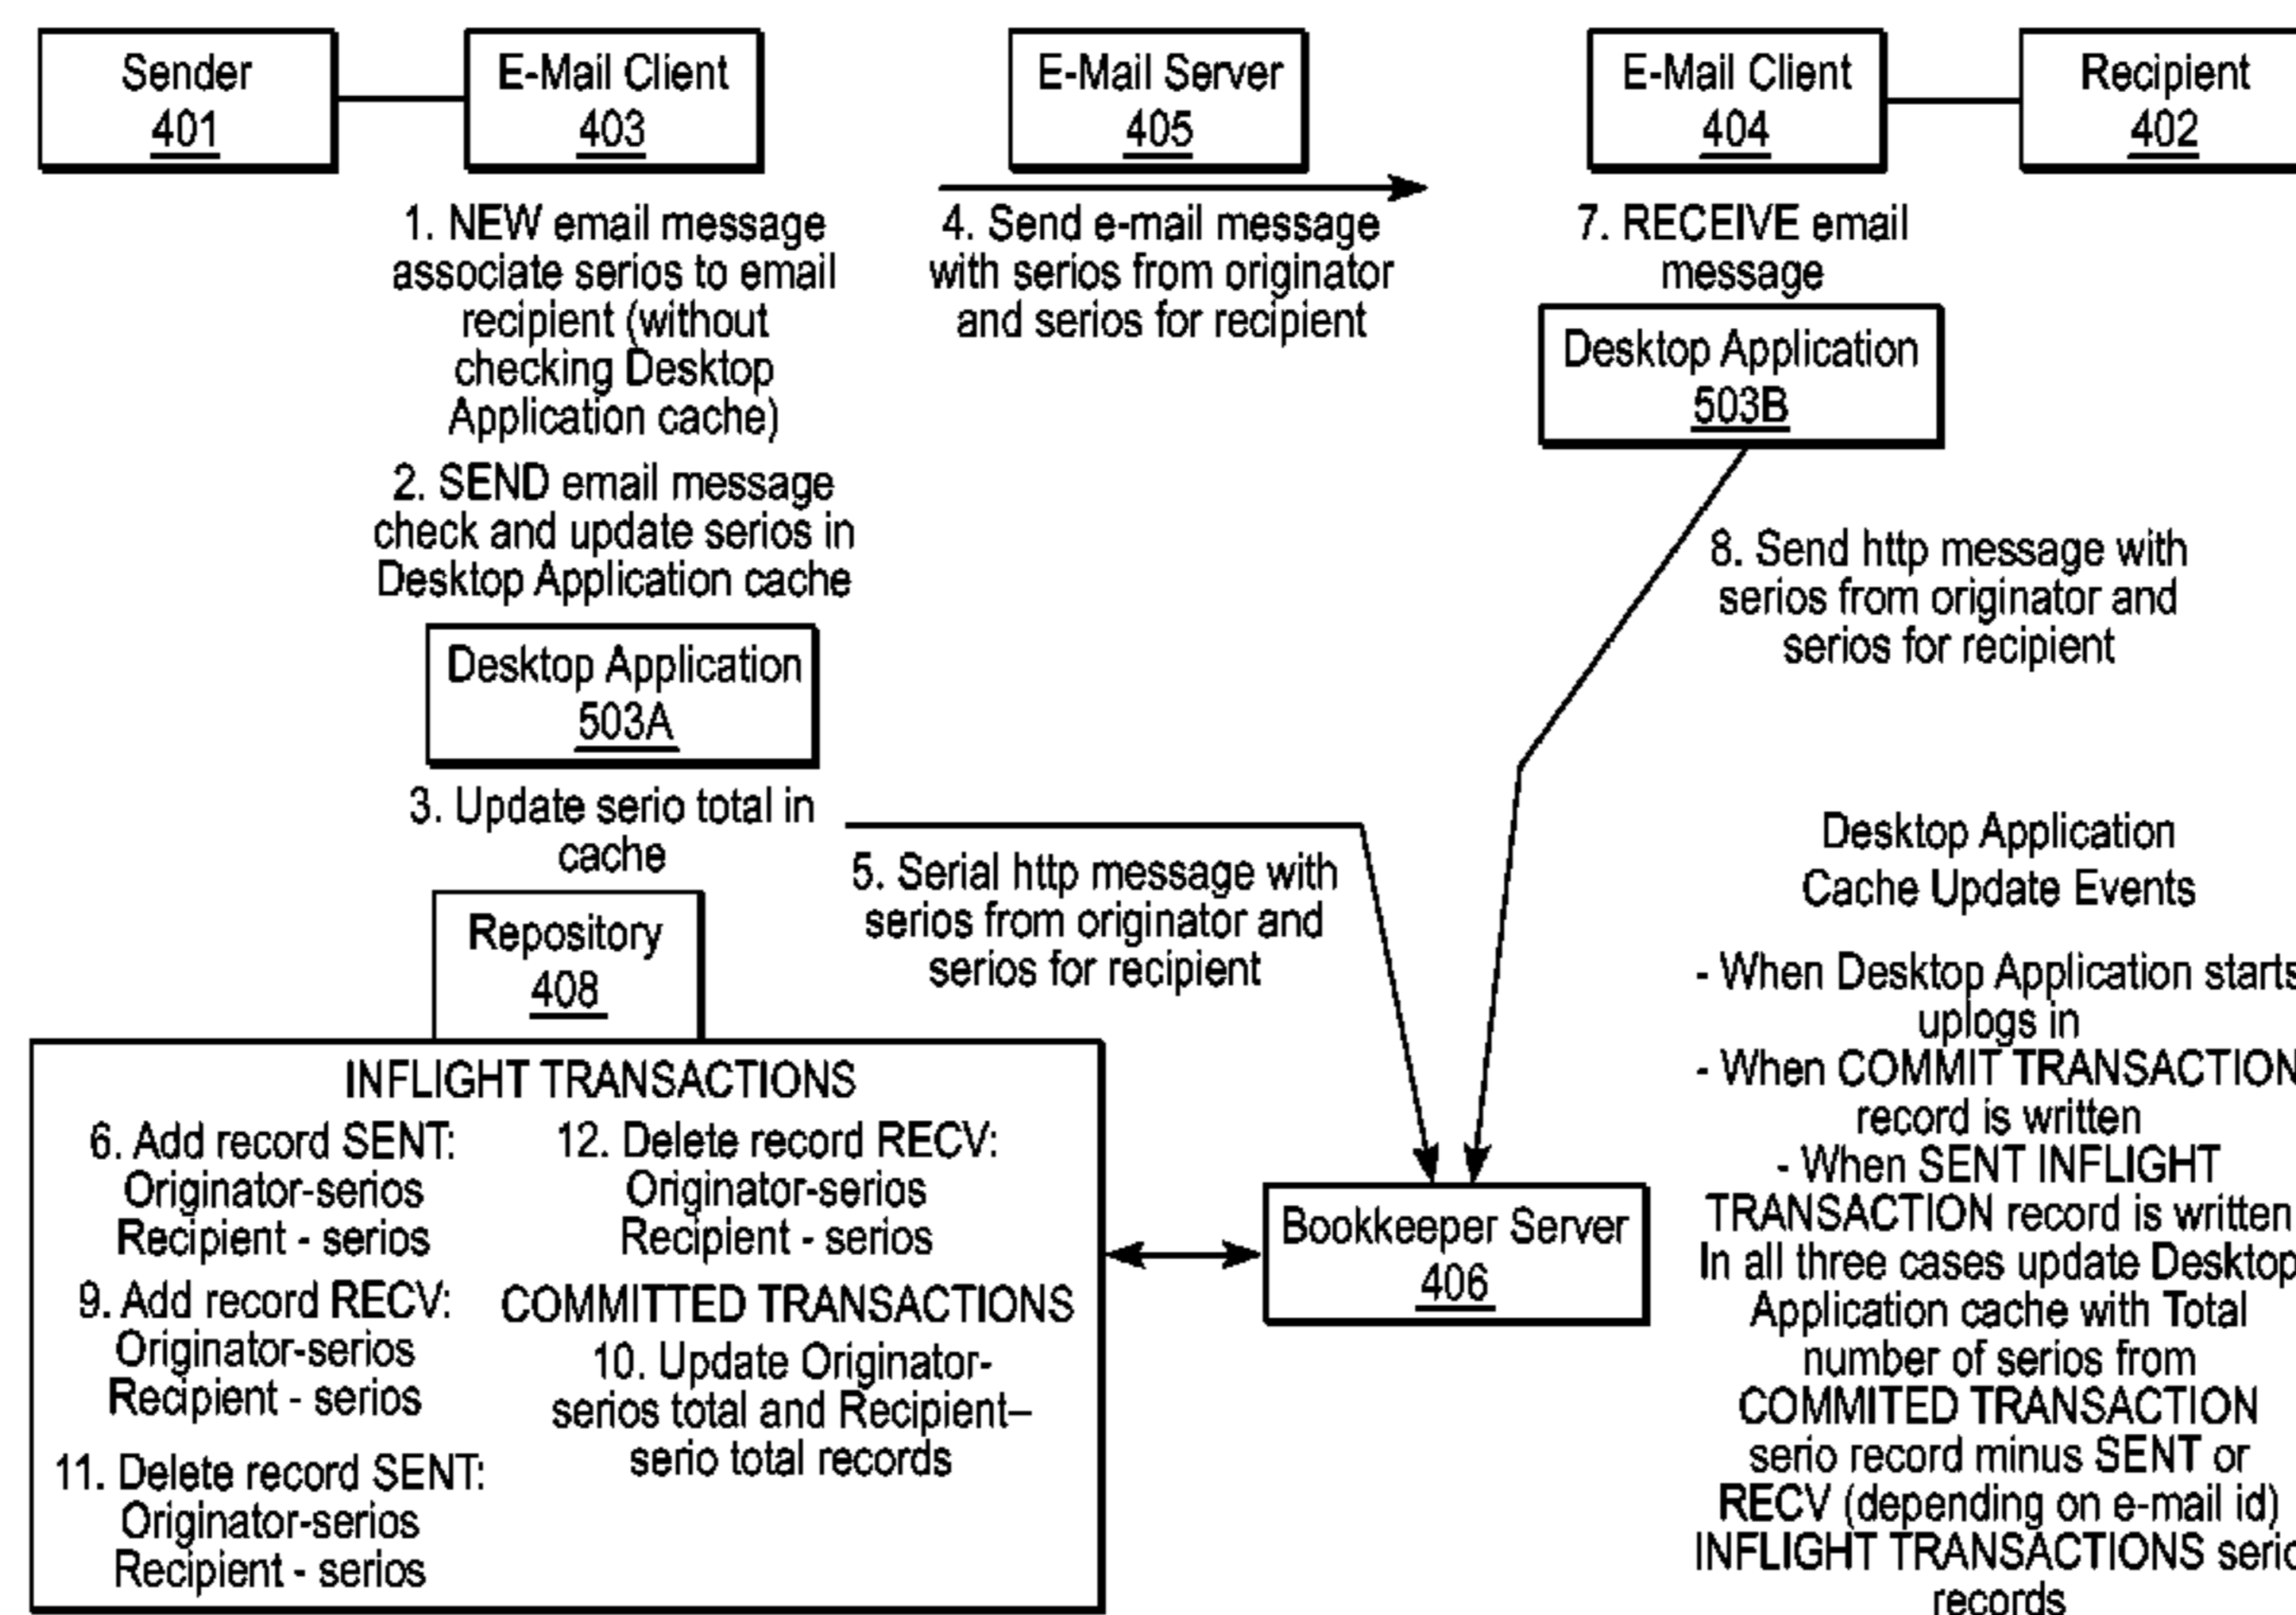 Sender
401
E-Mail Client
403
E-Mail Server
405
E-Mail Client
404
Recipient
402
1. NEW email message
associate serios to email
recipient (without
checking Desktop
Application cache)
2. SEND email message
check and update serios in
Desktop Application cache
Desktop Application
503A
3. Update serio total in
cache
4. Send e-mail message
with serios from originator
and serios for recipient
7. RECEIVE email
message
Desktop Application
503B
8. Send http message with
serios from originator and
serios for recipient
5. Serial http message with
serios from originator and
serios for recipient
Repository
408
INFLIGHT TRANSACTIONS
6. Add record SENT:
Originator-serios
Recipient - serios
9. Add record RECV:
Originator-serios
Recipient - serios
11. Delete record SENT:
Originator-serios
Recipient - serios
12. Delete record RECV:
Originator-serios
Recipient - serios
COMMITTED TRANSACTIONS
10. Update Originator-
serios total and Recipient–
serio total records
Bookkeeper Server
406
Desktop Application
Cache Update Events
- When Desktop Application starts
uplogs in
- When COMMIT TRANSACTION
record is written
- When SENT INFLIGHT
TRANSACTION record is written
In all three cases update Desktop
Application cache with Total
number of serios from
COMMITED TRANSACTION
serio record minus SENT or
RECV (depending on e-mail id)
INFLIGHT TRANSACTIONS serio
records